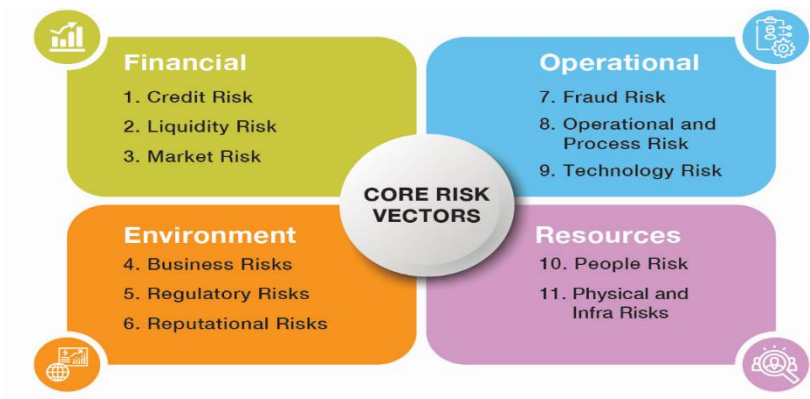 Financial
1. Credit Risk
2. Liquidity Risk
3. Market Risk
Operational
7. Fraud Risk
8. Operational and
Process Risk
9. Technology Risk
CORE RISK
VECTORS
Environment
4. Business Risks
5. Regulatory Risks
6. Reputational Risks
Resources
10. People Risk
11. Physical and
Infra Risks